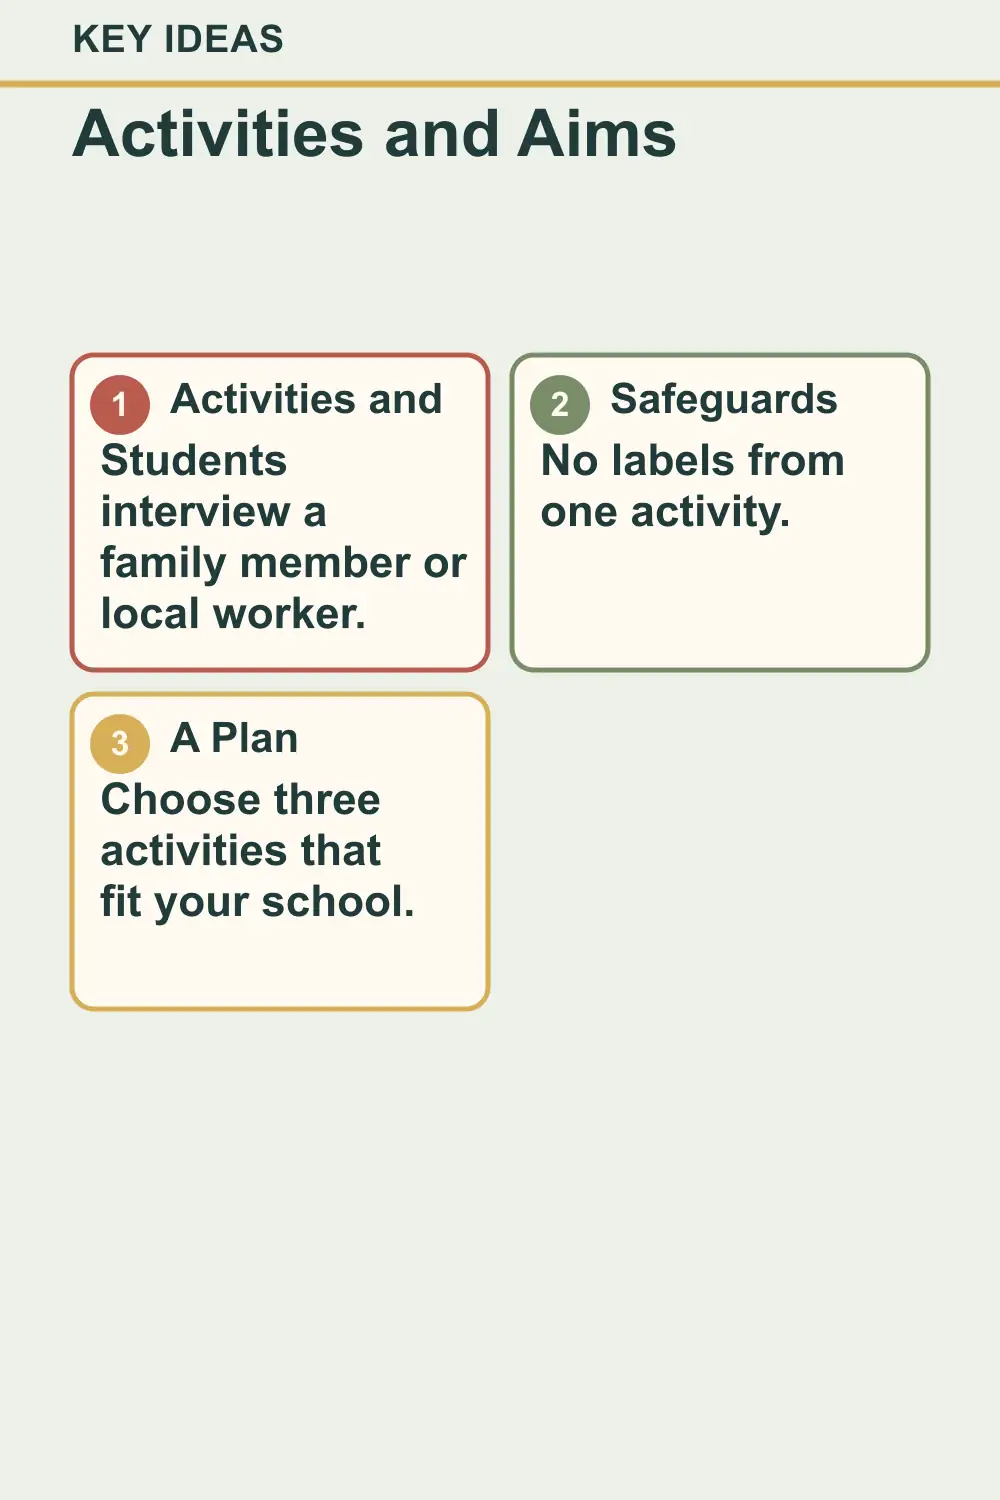 KEY IDEAS
Activities and Aims
1 Activities and
Students
interview a
family member or
local worker.
2 Safeguards
No labels from
one activity.
3 A Plan
Choose three
activities that
fit your school.